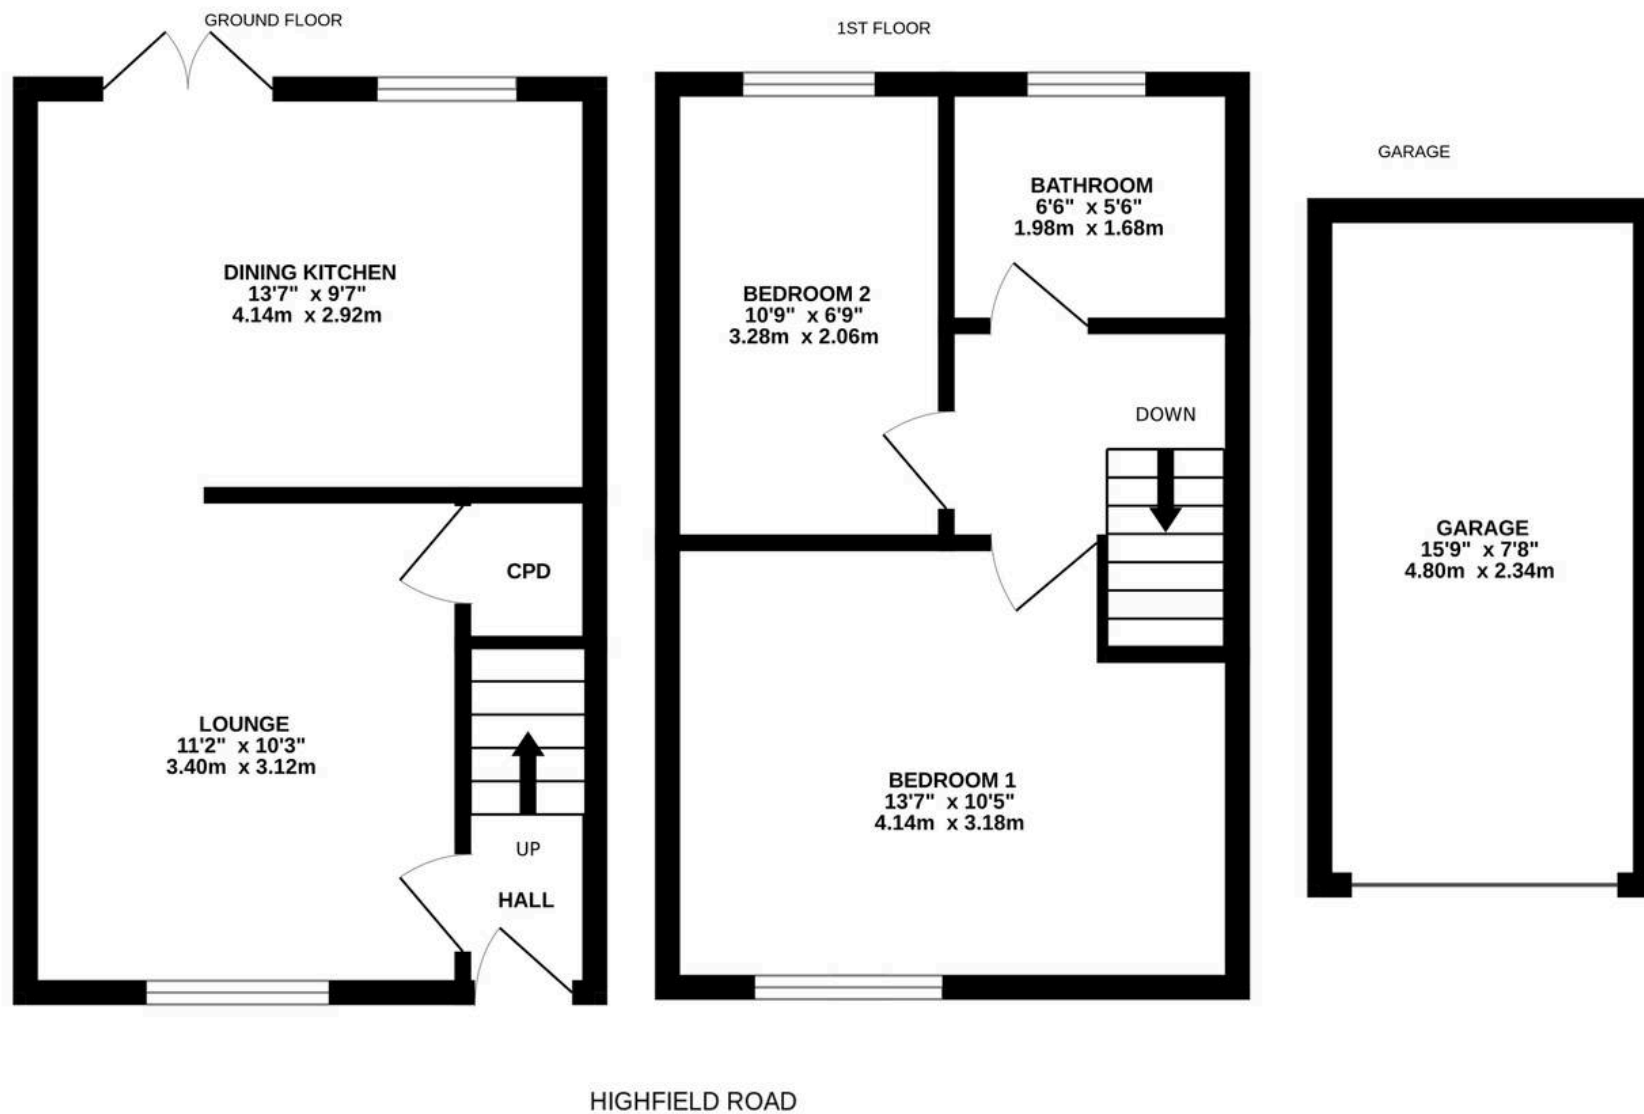 GROUND FLOOR
DINING KITCHEN
13'7" x 9'7"
4.14m x 2.92m
CPD
LOUNGE
11'2" x 10'3"
3.40m x 3.12m
UP
HALL
1ST FLOOR
BATHROOM
6'6" x 5'6"
1.98m x 1.68m
BEDROOM 2
10'9" x 6'9"
3.28m x 2.06m
DOWN
BEDROOM 1
13'7" x 10'5"
4.14m x 3.18m
GARAGE
GARAGE
15'9" x 7'8"
4.80m x 2.34m
HIGHFIELD ROAD